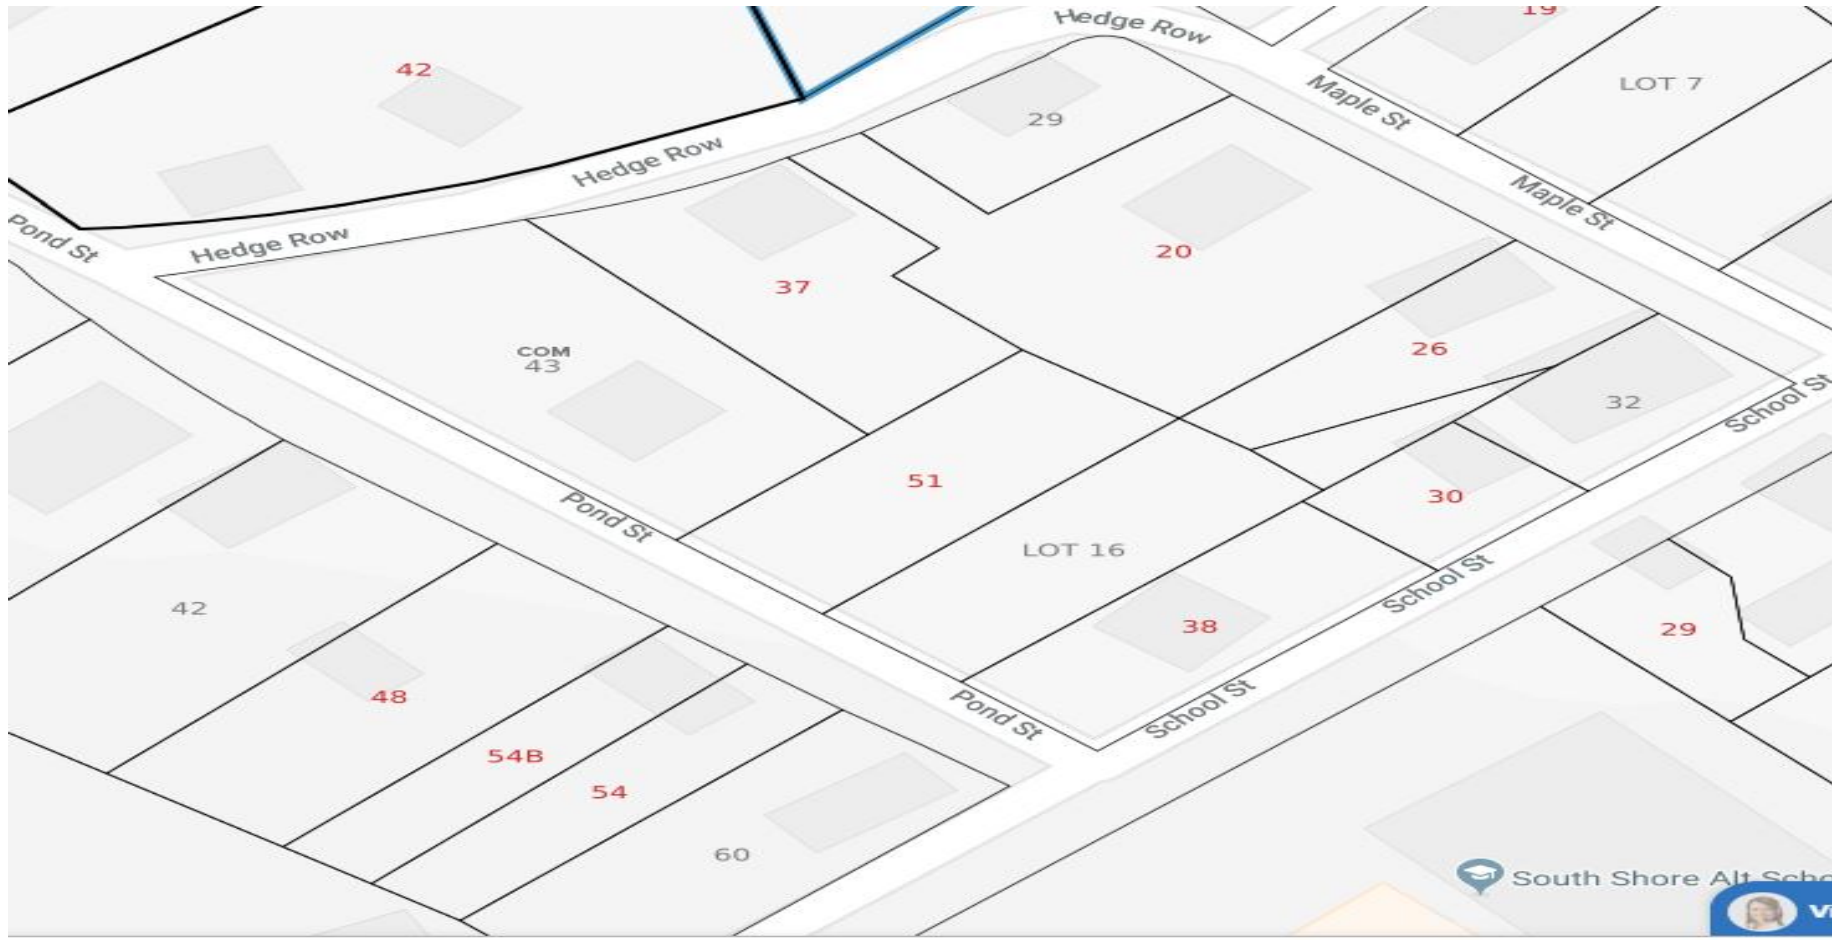 19
Hedge Row
42
LOT 7
Maple St
29
Hedge Row
Maple St
Pond St
Hedge Row
20
37
26
COM
43
32
School St
51
30
Pond St
LOT 16
School St
42
38
29
48
Pond St
School St
54B
54
60
South Shore Alt